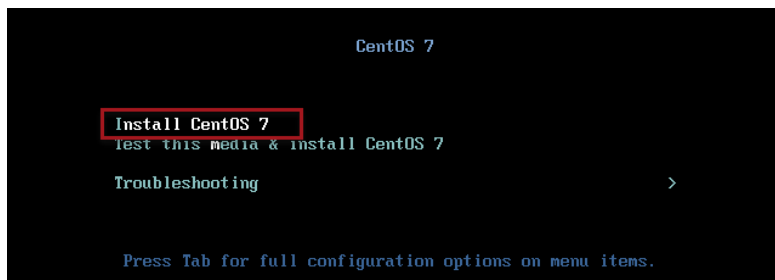 CentOS 7
Install CentOS 7
Test this media & install CentOS 7
Troubleshooting >
Press Tab for full configuration options on menu items.